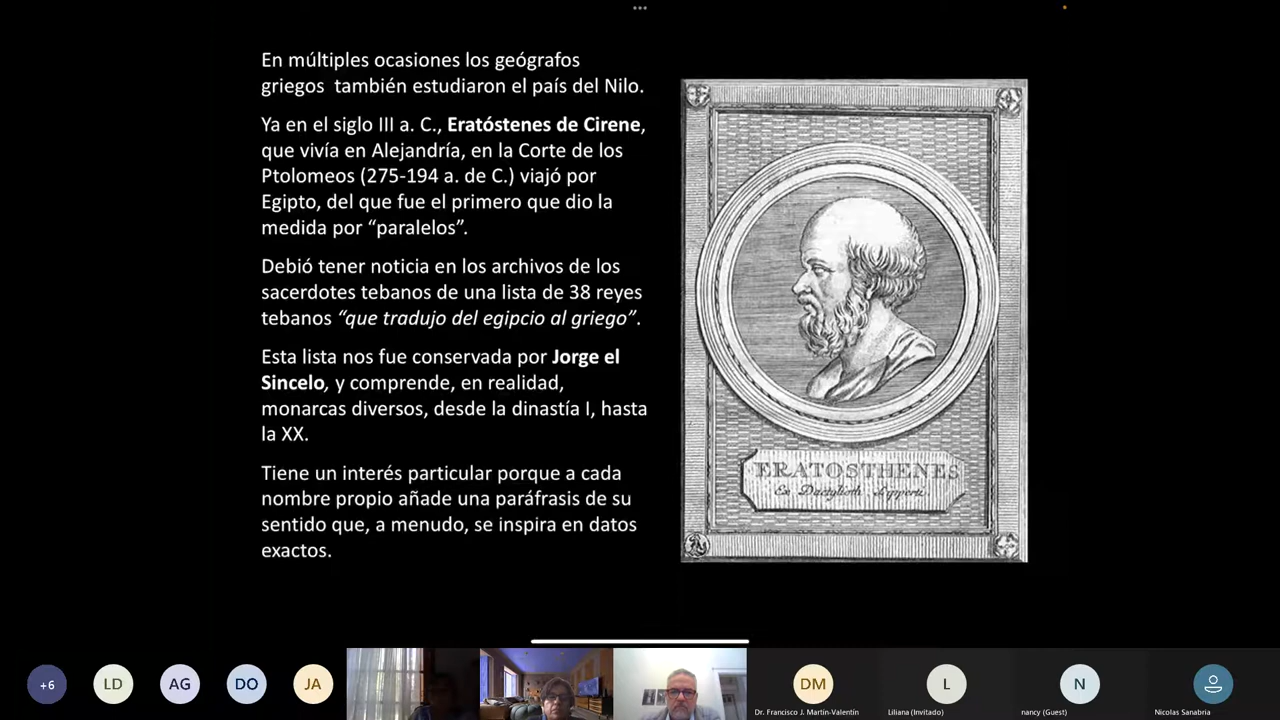 En múltiples ocasiones los geógrafos
griegos también estudiaron el país del Nilo.
Ya en el siglo III a. C., Eratóstenes de Cirene,
que vivía en Alejandría, en la Corte de los
Ptolomeos (275-194 a. de C.) viajó por
Egipto, del que fue el primero que dio la
medida por “paralelos”.
Debió tener noticia en los archivos de los
sacerdotes tebanos de una lista de 38 reyes
tebanos “que tradujo del egipcio al griego”.
Esta lista nos fue conservada por Jorge el
Sincelo, y comprende, en realidad,
monarcas diversos, desde la dinastía I, hasta
la XX.
Tiene un interés particular porque a cada
nombre propio añade una paráfrasis de su
sentido que, a menudo, se inspira en datos
exactos.
ERATOSTHENES
Ex
+6
LD
AG
DO
JA
DM
L
N
Dr. Francisco J. Martín-Valentín
Liliana (Invitado)
nancy (Guest)
Nicolas Sanabria